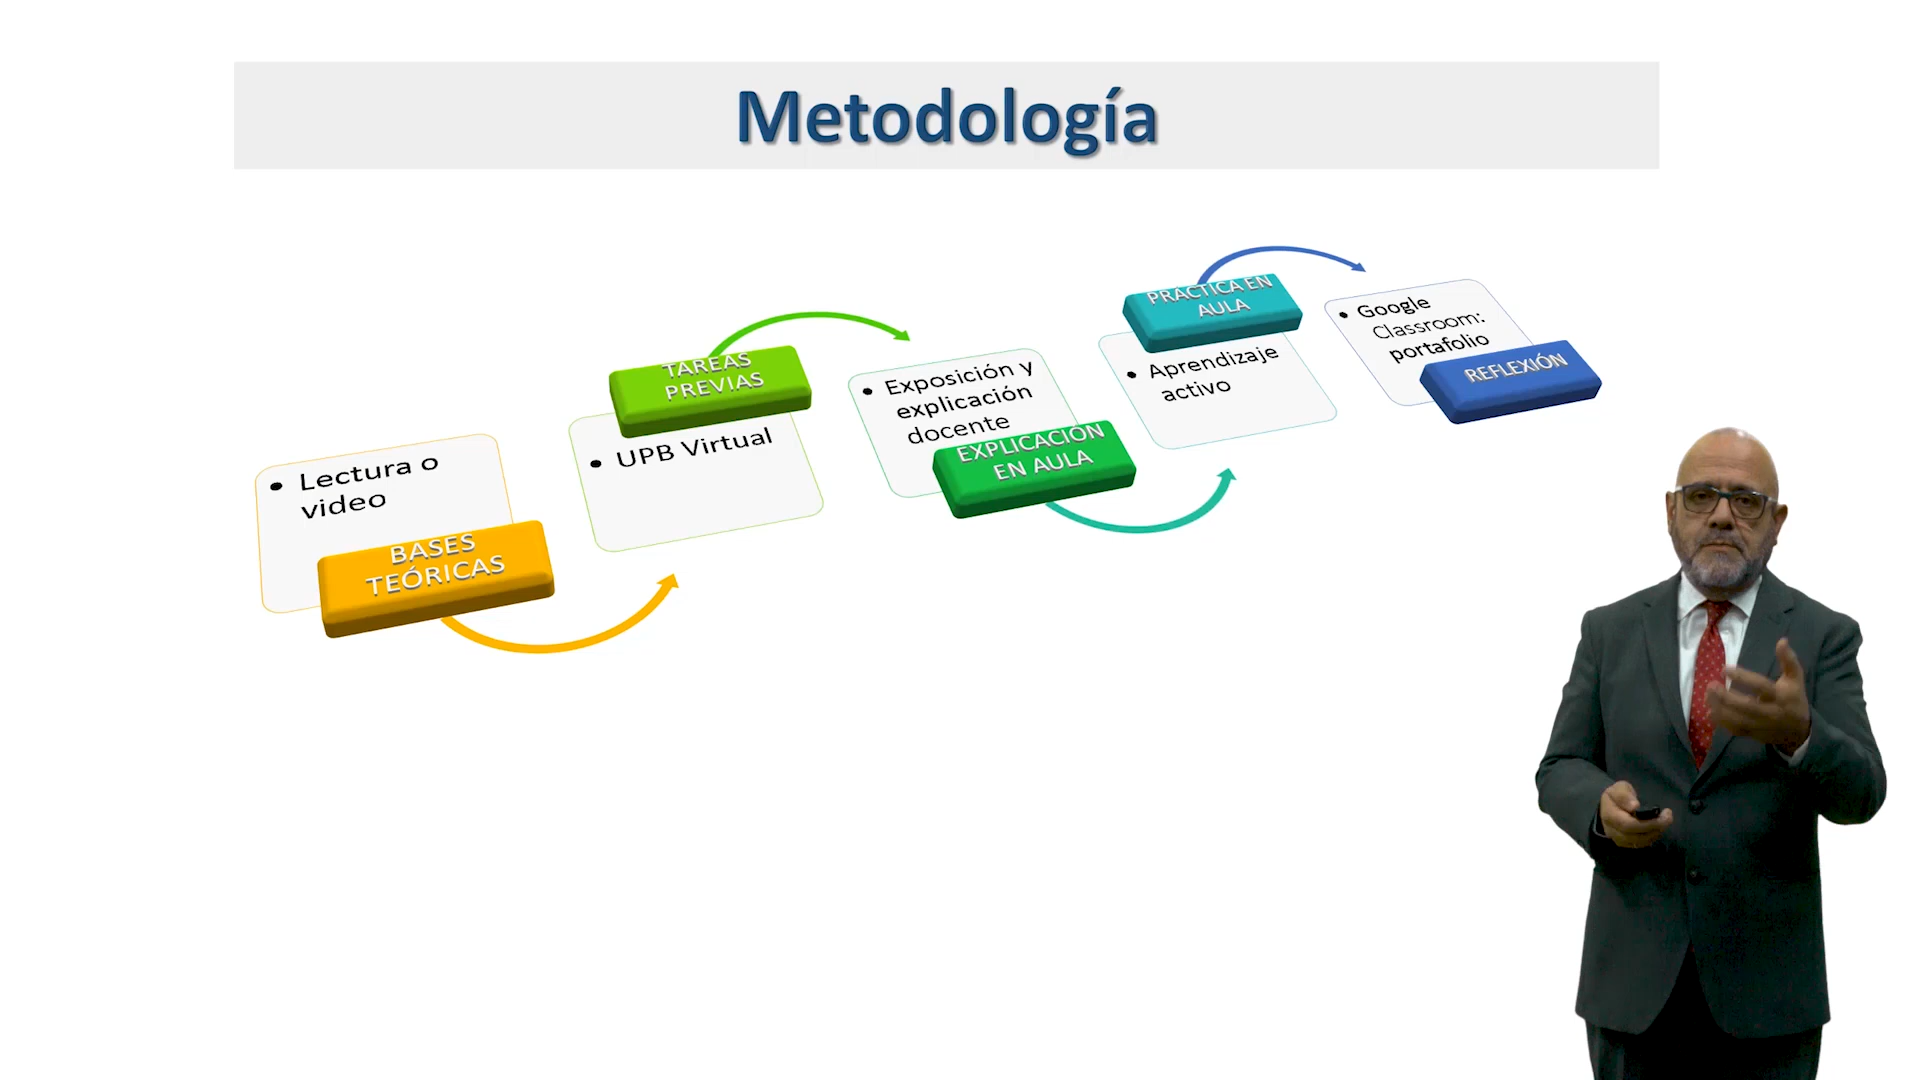 Metodología
• Lectura o
video
BASES
TEÓRICAS
TAREAS
PREVIAS
• UPB Virtual
• Exposición y
explicación
docente
EXPLICACIÓN
EN AULA
PRÁCTICA EN
AULA
• Aprendizaje
activo
• Google
Classroom:
portafolio
REFLEXIÓN